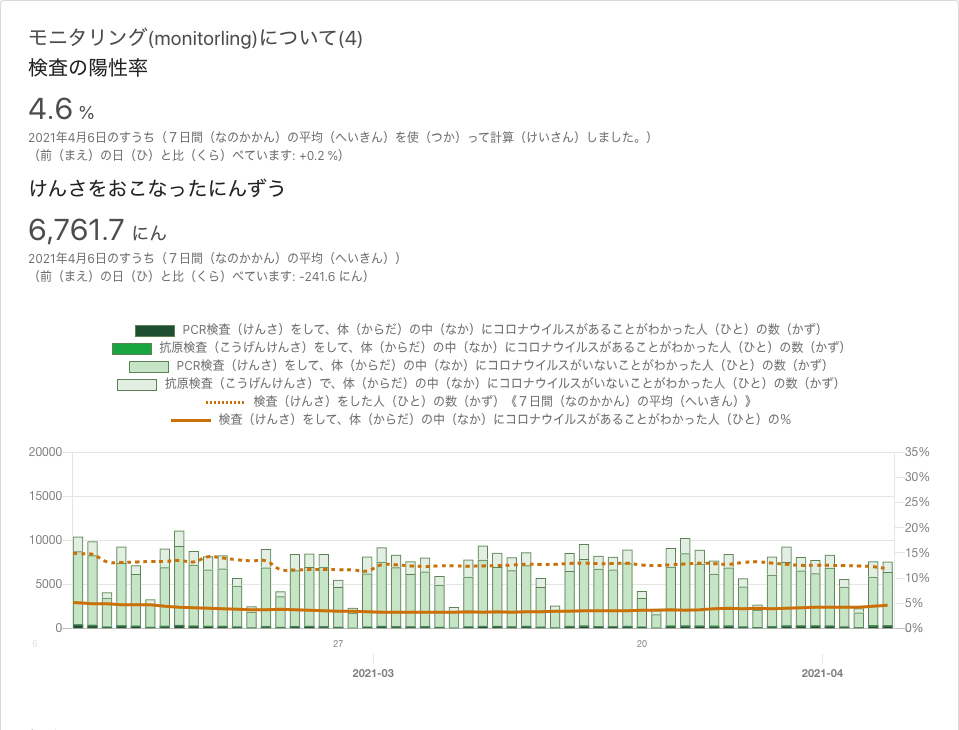 モニタリング(monitorling)について(4)
検査の陽性率
4.6 %
2021年4月6日のすうち（７日間（なのかかん）の平均（へいきん）を使（つか）って計算（けいさん）しました。）
（前（まえ）の日（ひ）と比（くら）べています: +0.2 %）
けんさをおこなったにんずう
6,761.7 にん
2021年4月6日のすうち（７日間（なのかかん）の平均（へいきん））
（前（まえ）の日（ひ）と比（くら）べています: -241.6 にん）
PCR検査（けんさ）をして、体（からだ）の中（なか）にコロナウイルスがあることがわかった人（ひと）の数（かず）
抗原検査（こうげんけんさ）をして、体（からだ）の中（なか）にコロナウイルスがあることがわかった人（ひと）の数（かず）
PCR検査（けんさ）をして、体（からだ）の中（なか）にコロナウイルスがいないことがわかった人（ひと）の数（かず）
抗原検査（こうげんけんさ）で、体（からだ）の中（なか）にコロナウイルスがいないことがわかった人（ひと）の数（かず）
検査（けんさ）をした人（ひと）の数（かず）《７日間（なのかかん）の平均（へいきん）》
検査（けんさ）をして、体（からだ）の中（なか）にコロナウイルスがあることがわかった人（ひと）の%
20000 35%
30%
15000 25%
20%
10000 15%
5000 10%
5%
0 0%
6 27 20
2021-03 2021-04